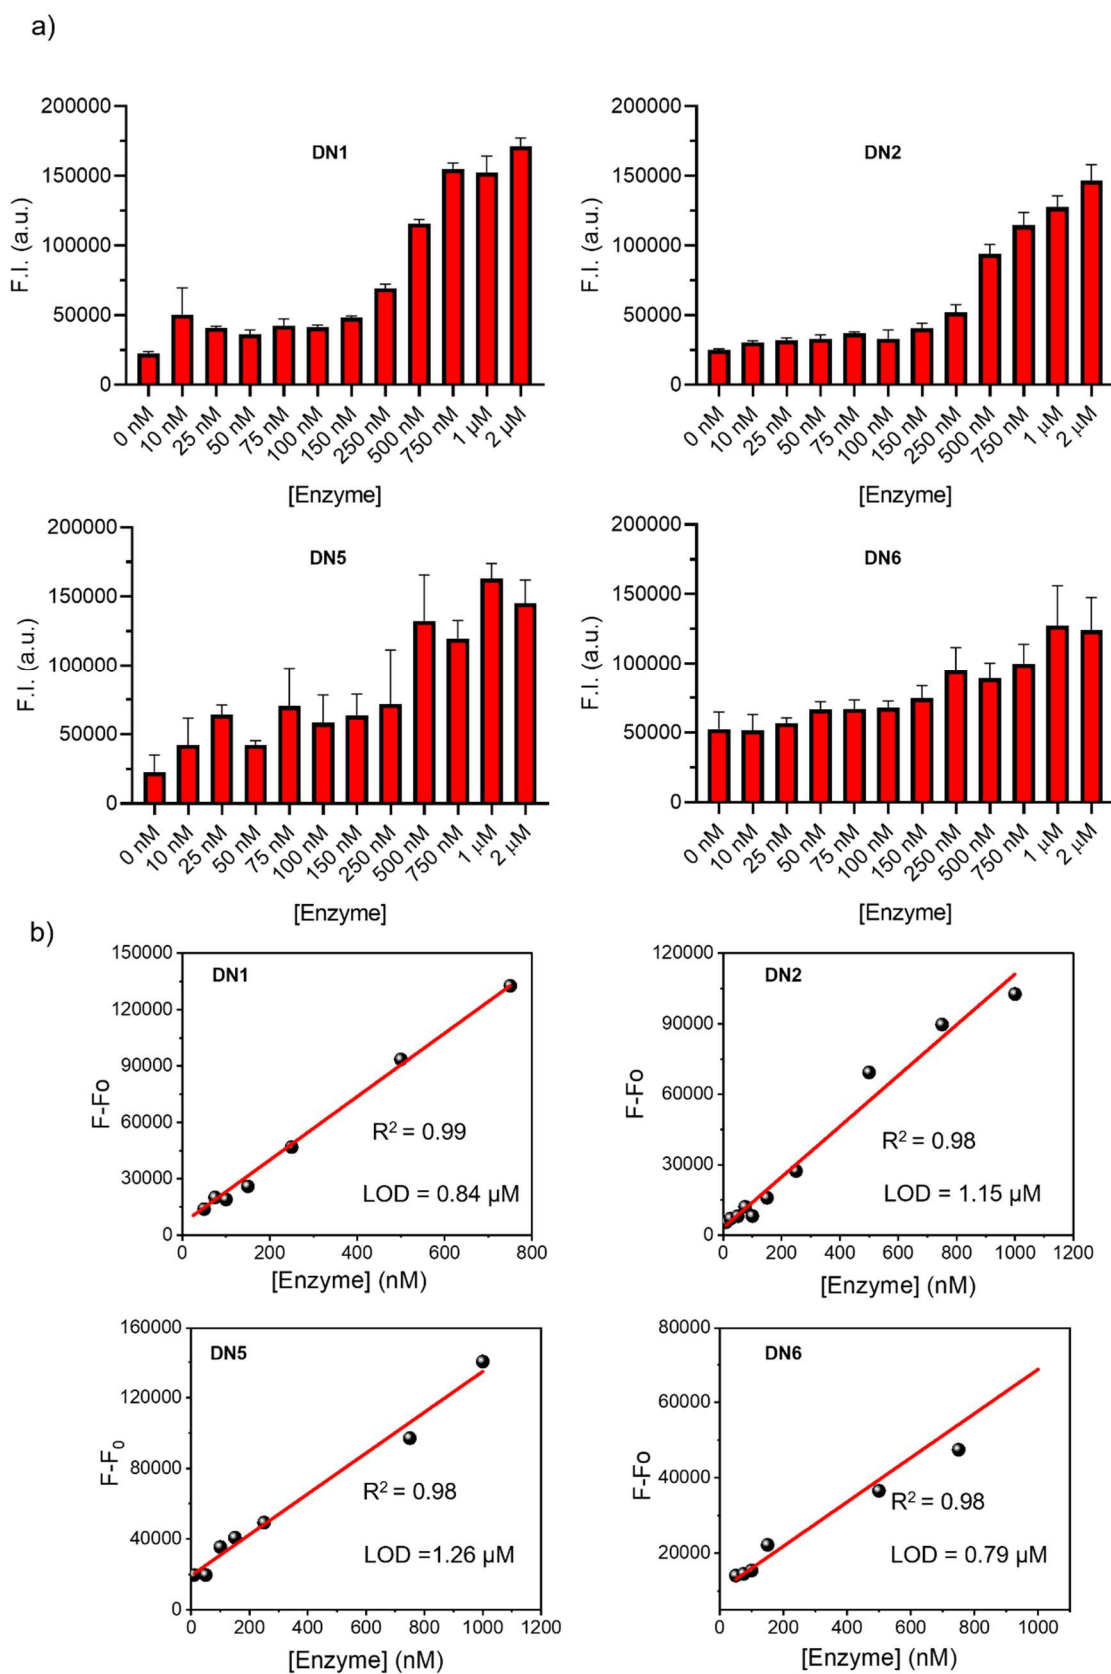 a)
DN1
F.I. (a.u.)
200000
150000
100000
50000
0
0 nM
10 nM
25 nM
50 nM
75 nM
100 nM
150 nM
250 nM
500 nM
750 nM
1 μM
2 μM
[Enzyme]
DN2
F.I. (a.u.)
200000
150000
100000
50000
0
0 nM
10 nM
25 nM
50 nM
75 nM
100 nM
150 nM
250 nM
500 nM
750 nM
1 μM
2 μM
[Enzyme]
DN5
F.I. (a.u.)
200000
150000
100000
50000
0
0 nM
10 nM
25 nM
50 nM
75 nM
100 nM
150 nM
250 nM
500 nM
750 nM
1 μM
2 μM
[Enzyme]
DN6
F.I. (a.u.)
200000
150000
100000
50000
0
0 nM
10 nM
25 nM
50 nM
75 nM
100 nM
150 nM
250 nM
500 nM
750 nM
1 μM
2 μM
[Enzyme]
b)
DN1
F-Fo
150000
120000
90000
60000
30000
0
R² = 0.99
LOD = 0.84 μM
0 200 400 600 800
[Enzyme] (nM)
DN2
F-Fo
120000
90000
60000
30000
0
R² = 0.98
LOD = 1.15 μM
0 200 400 600 800 1000 1200
[Enzyme] (nM)
DN5
F-F₀
160000
120000
80000
40000
0
R² = 0.98
LOD =1.26 μM
0 200 400 600 800 1000 1200
[Enzyme] (nM)
DN6
F-Fo
80000
60000
40000
20000
R² = 0.98
LOD = 0.79 μM
0 200 400 600 800 1000
[Enzyme] (nM)